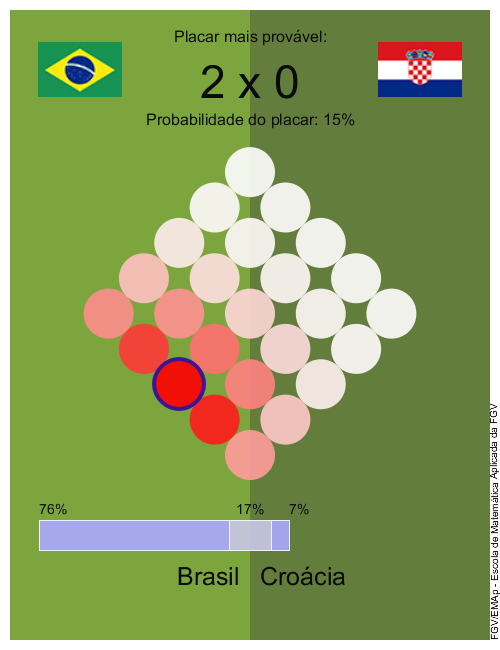 Placar mais provável:
2 x 0
Probabilidade do placar: 15%
76% 17% 7%
Brasil Croácia
FGV/EMAp - Escola de Matemática Aplicada da FGV